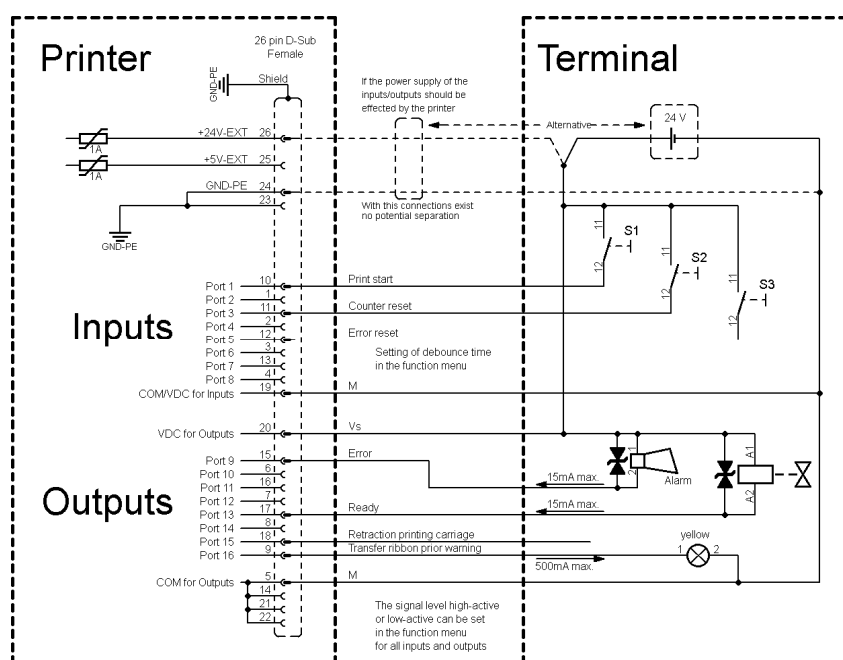 Printer
26 pin D-Sub
Female
Terminal
GND-PE
Shield
If the power supply of the
inputs/outputs should be
effected by the printer
Alternative
24 V
+24V-EXT 26
1A
+5V-EXT 25
1A
GND-PE 24
23
GND-PE
With this connections exist
no potential separation
11
S1
12
11
S2
12
11
S3
12
Inputs
Port 1 10 Print start
Port 2 1
Port 3 11 Counter reset
Port 4 2
Port 5 12 Error reset
Port 6 3
Port 7 13
Port 8 4
Setting of debounce time
in the function menu
COM/VDC for Inputs 19 M
VDC for Outputs 20 Vs
Outputs
Port 9 15 Error
Port 10 6
Port 11 16
Port 12 7
Port 13 17 Ready
Port 14 8
Port 15 18 Retraction printing carriage
Port 16 9 Transfer ribbon prior warning
15mA max.
2 1
Alarm
A1
A2
15mA max.
yellow
1 2
500mA max.
COM for Outputs 5 M
14
21
22
The signal level high-active
or low-active can be set
in the function menu
for all inputs and outputs